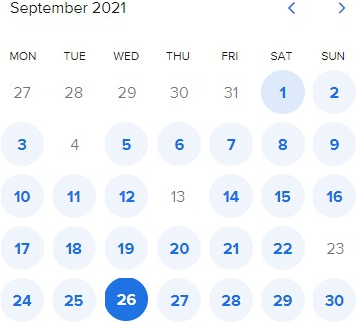 September 2021
MON TUE WED THU FRI SAT SUN
27 28 29 30 31 1 2
3 4 5 6 7 8 9
10 11 12 13 14 15 16
17 18 19 20 21 22 23
24 25 26 27 28 29 30